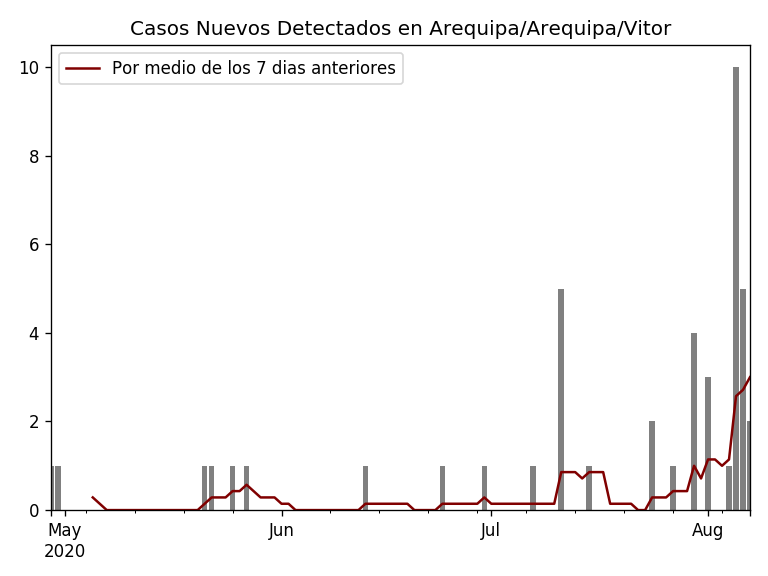 Casos Nuevos Detectados en Arequipa/Arequipa/Vitor
Por medio de los 7 dias anteriores
10
8
6
4
2
0
May Jun Jul Aug
2020